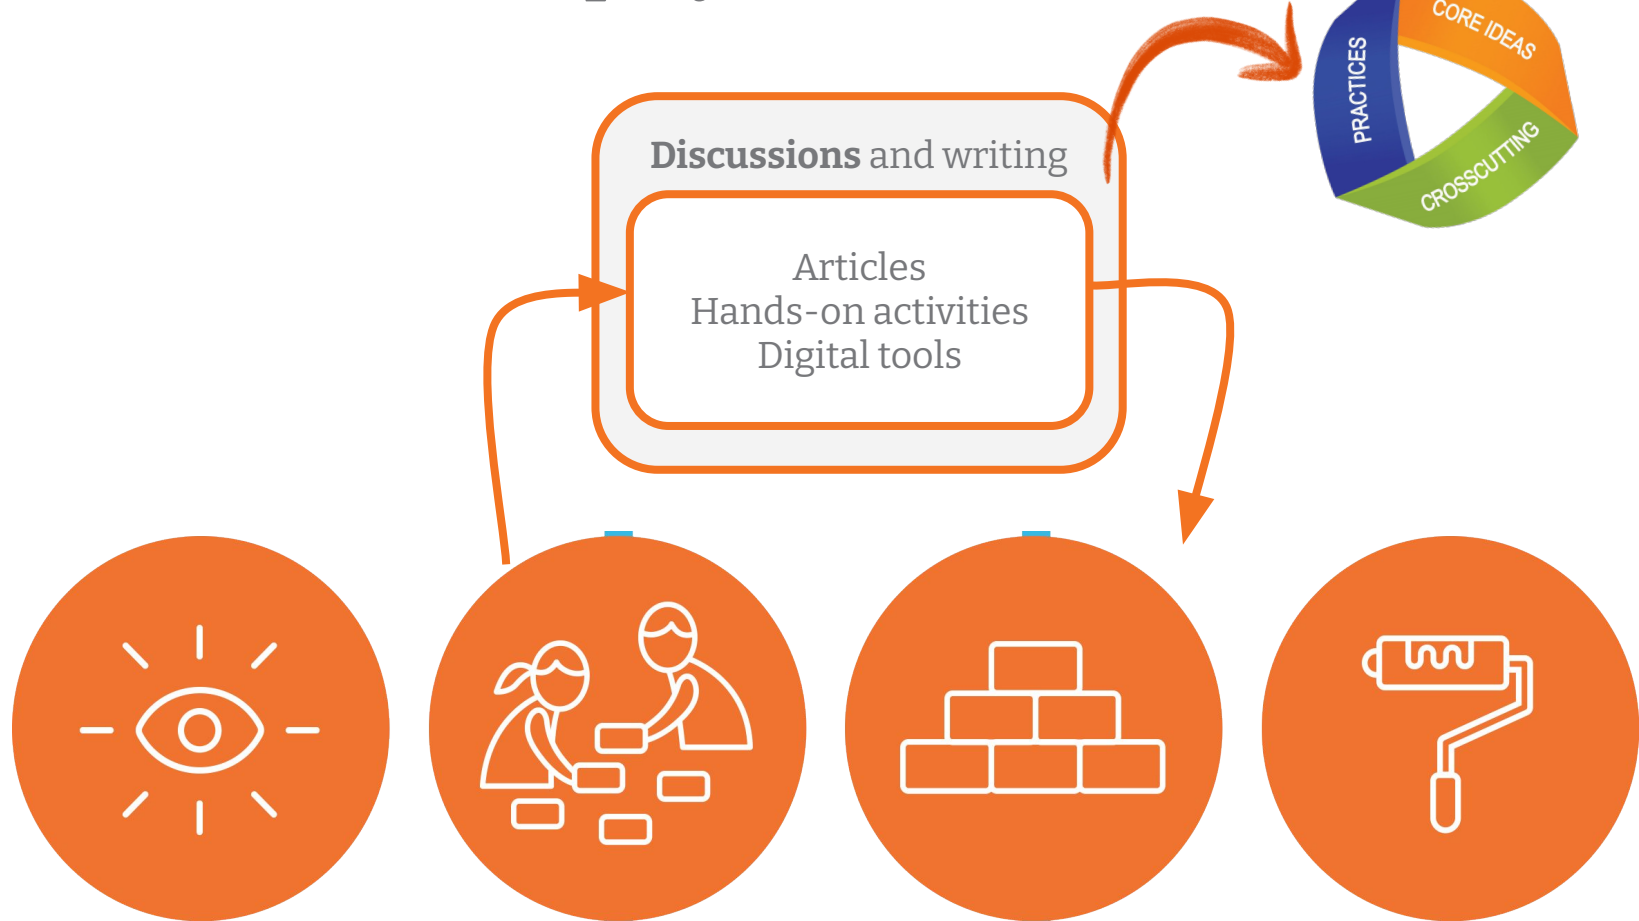 CORE IDEAS
PRACTICES
CROSSCUTTING
Discussions and writing
Articles
Hands-on activities
Digital tools